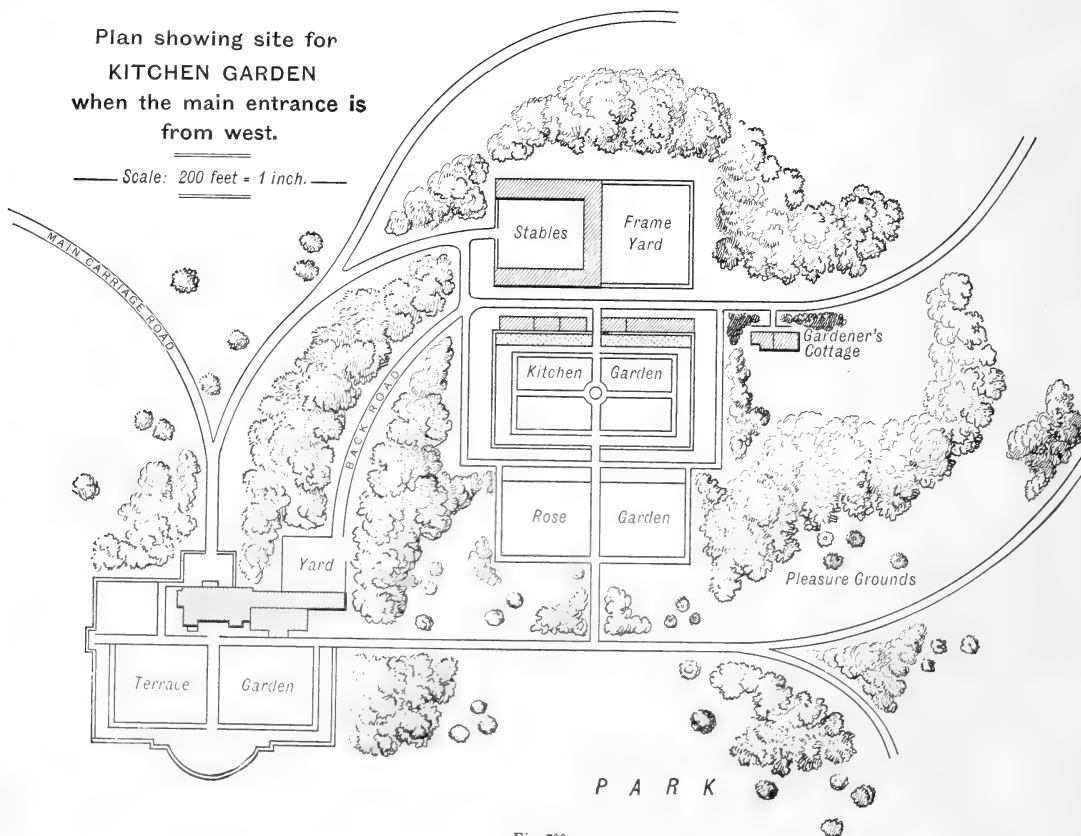 Plan showing site for
KITCHEN GARDEN
when the main entrance is
from west.
Scale: 200 feet = 1 inch.
MAIN CARRIAGE ROAD
Stables
Frame
Yard
Gardener's
Cottage
Kitchen Garden
BACK ROAD
Rose Garden
Yard
Pleasure Grounds
Terrace Garden
PARK